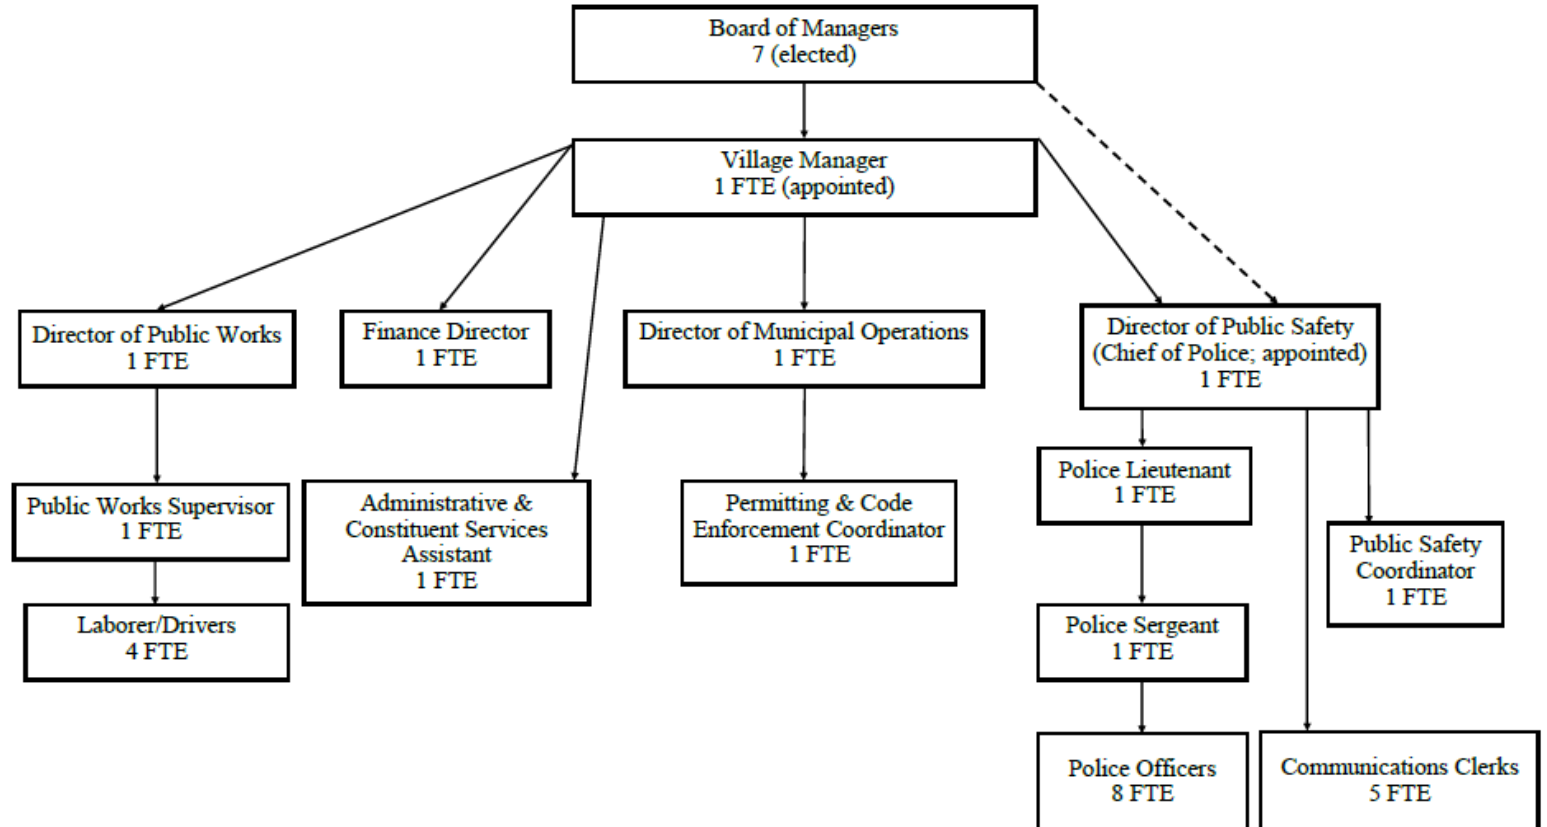 Board of Managers
7 (elected)
Village Manager
1 FTE (appointed)
Director of Public Works
1 FTE
Finance Director
1 FTE
Director of Municipal Operations
1 FTE
Director of Public Safety
(Chief of Police; appointed)
1 FTE
Public Works Supervisor
1 FTE
Administrative &
Constituent Services
Assistant
1 FTE
Permitting & Code
Enforcement Coordinator
1 FTE
Police Lieutenant
1 FTE
Public Safety
Coordinator
1 FTE
Laborer/Drivers
4 FTE
Police Sergeant
1 FTE
Police Officers
8 FTE
Communications Clerks
5 FTE